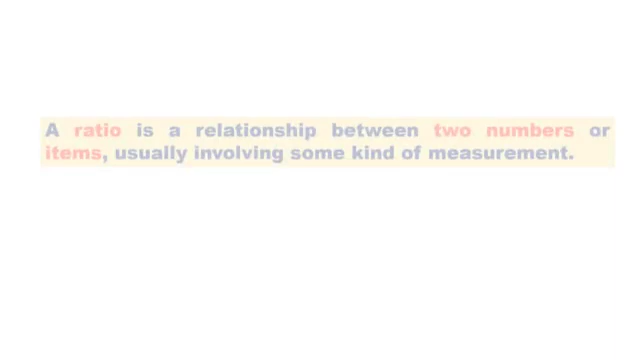 A ratio is a relationship between two numbers or
items, usually involving some kind of measurement.